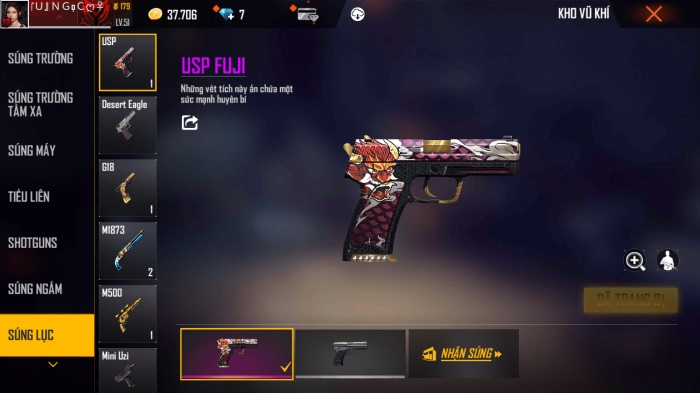 179
LV.51
37.706
7
KHO VŨ KHÍ
SÚNG TRƯỜNG
SÚNG TRƯỜNG
TẦM XA
SÚNG MÁY
TIỂU LIÊN
SHOTGUNS
SÚNG NGẮM
SÚNG LỤC
USP
1
Desert Eagle
G18
1
M1873
2
M500
1
Mini Uzi
USP FUJI
Những vết tích này ẩn chứa một
sức mạnh huyền bí
ĐÃ TRANG BỊ
NHẬN SÚNG